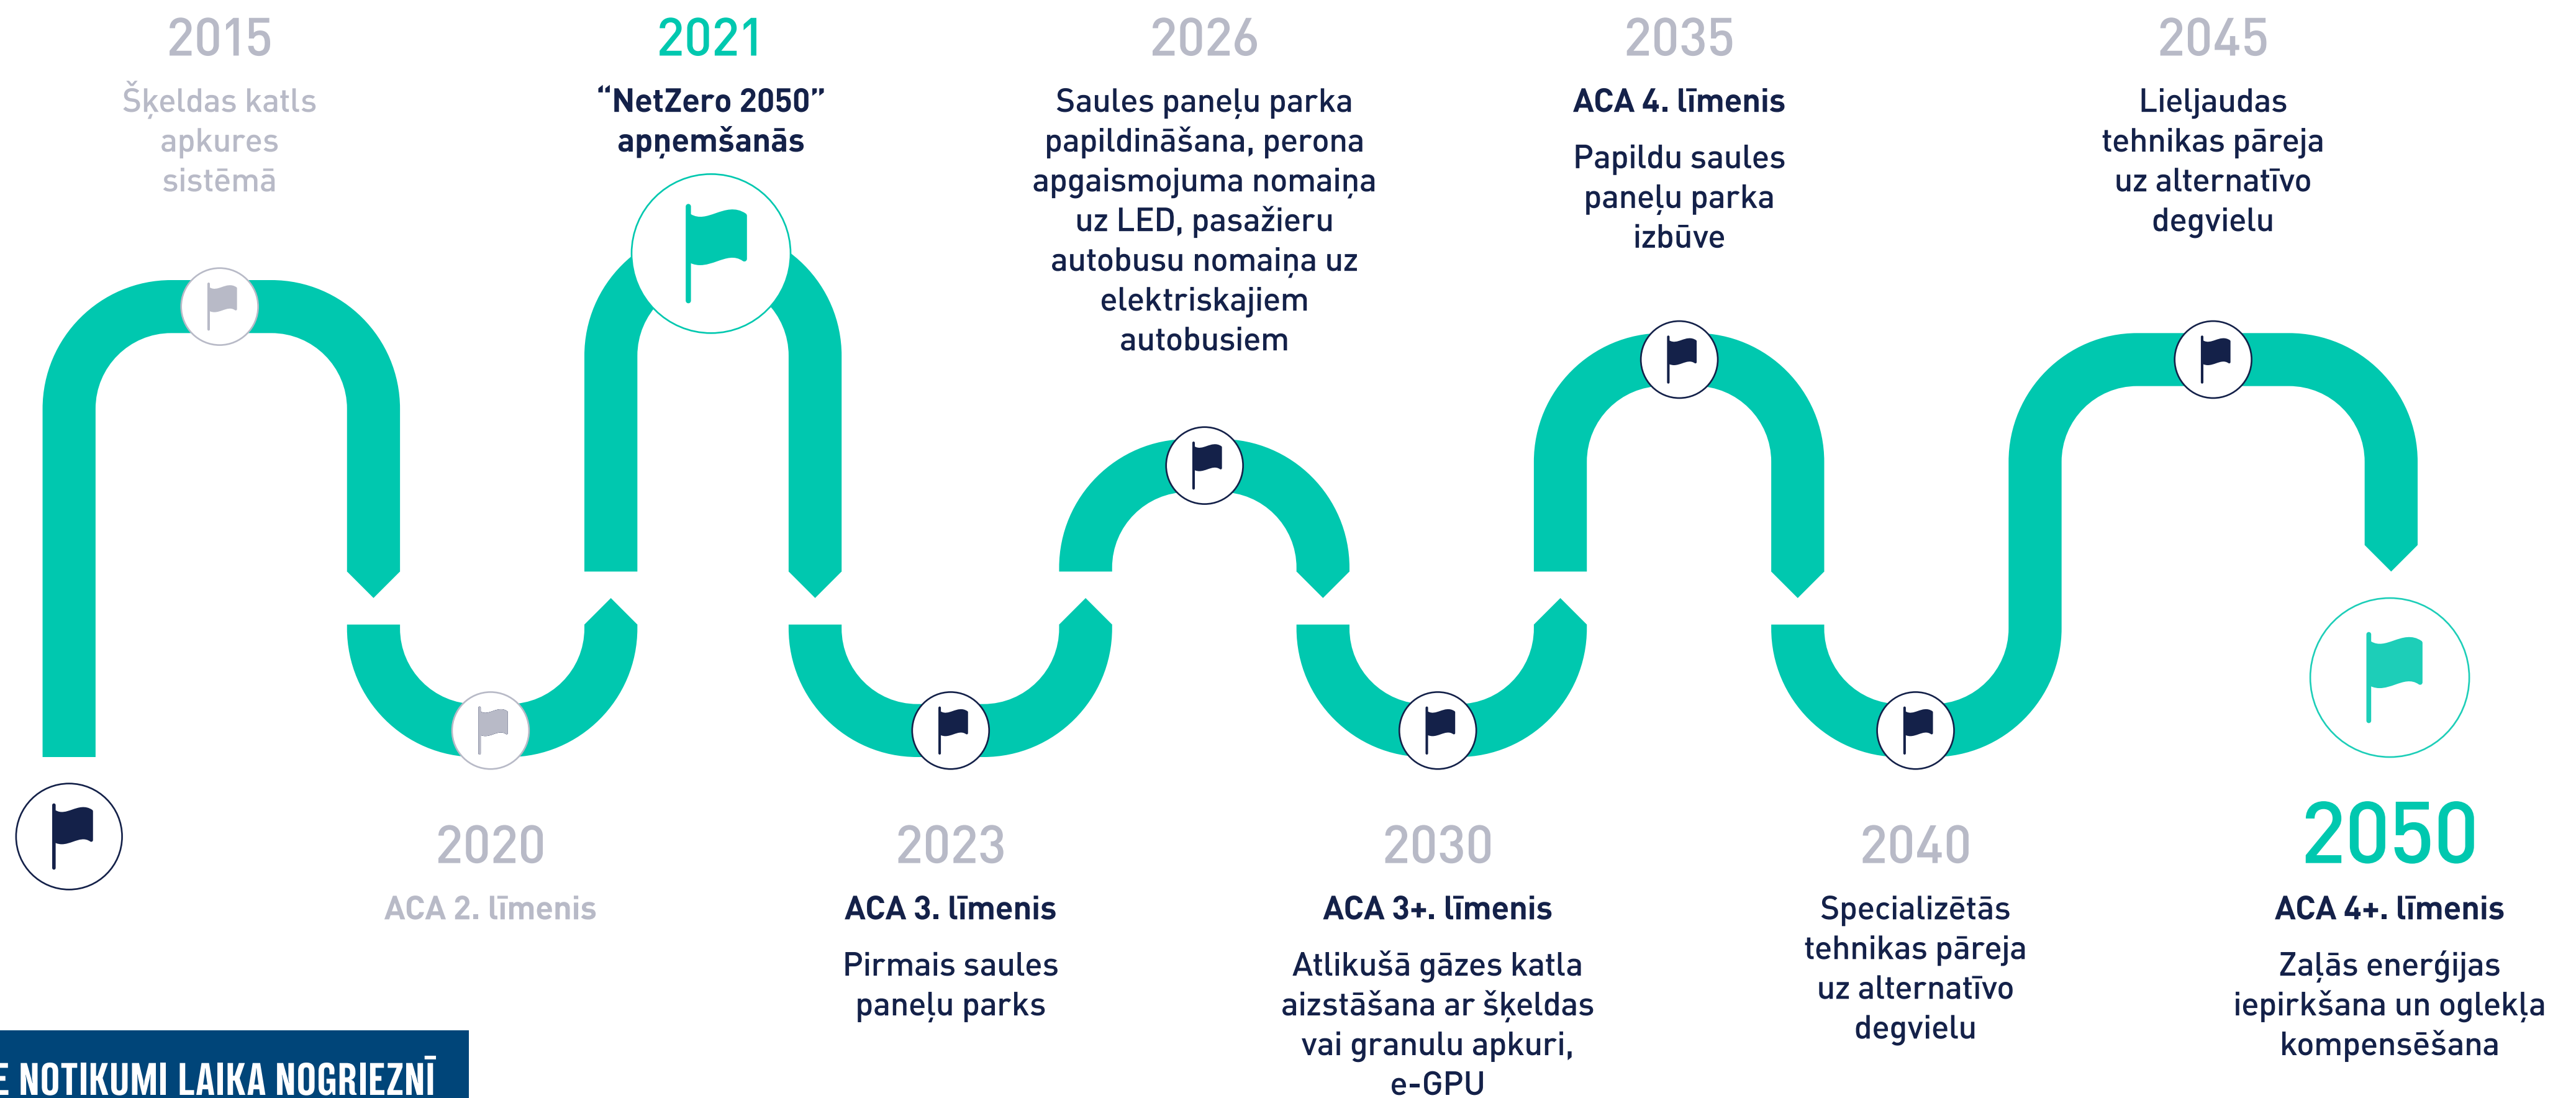 2015
Šķeldas katls
apkures
sistēmā
2021
“NetZero 2050”
apņemšanās
2026
Saules paneļu parka
papildināšana, perona
apgaismojuma nomaiņa
uz LED, pasažieru
autobusu nomaiņa uz
elektriskajiem
autobusiem
2035
ACA 4. līmenis
Papildu saules
paneļu parka
izbūve
2045
Lieljaudas
tehnikas pāreja
uz alternatīvo
degvielu
2020
ACA 2. līmenis
2023
ACA 3. līmenis
Pirmais saules
paneļu parks
2030
ACA 3+. līmenis
Atlikušā gāzes katla
aizstāšana ar šķeldas
vai granulu apkuri,
e-GPU
2040
Specializētās
tehnikas pāreja
uz alternatīvo
degvielu
2050
ACA 4+. līmenis
Zaļās enerģijas
iepirkšana un oglekļa
kompensēšana
NOTIKUMI LAIKA NOGRIEZNĪ